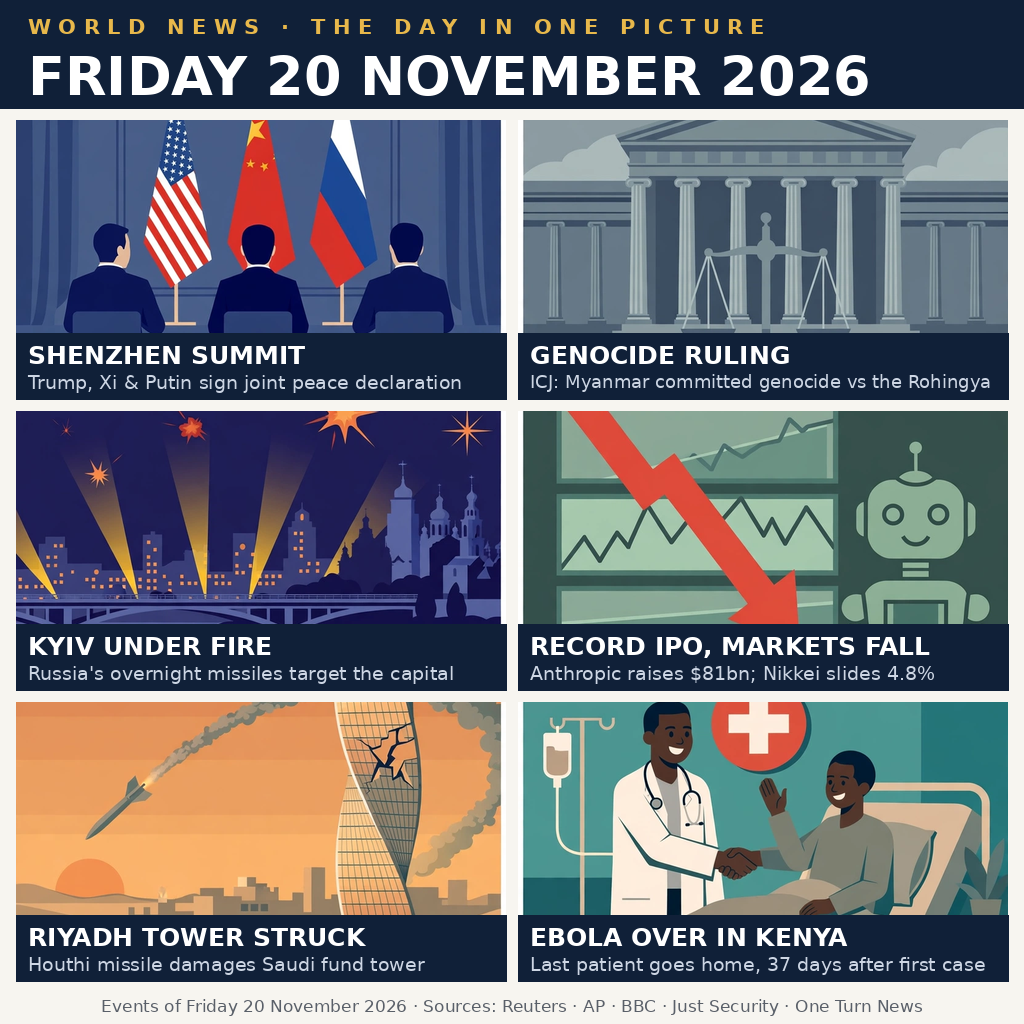 WORLD NEWS · THE DAY IN ONE PICTURE
FRIDAY 20 NOVEMBER 2026
SHENZHEN SUMMIT
Trump, Xi & Putin sign joint peace declaration
GENOCIDE RULING
ICJ: Myanmar committed genocide vs the Rohingya
KYIV UNDER FIRE
Russia's overnight missiles target the capital
RECORD IPO, MARKETS FALL
Anthropic raises $81bn; Nikkei slides 4.8%
RIYADH TOWER STRUCK
Houthi missile damages Saudi fund tower
EBOLA OVER IN KENYA
Last patient goes home, 37 days after first case
Events of Friday 20 November 2026 · Sources: Reuters · AP · BBC · Just Security · One Turn News